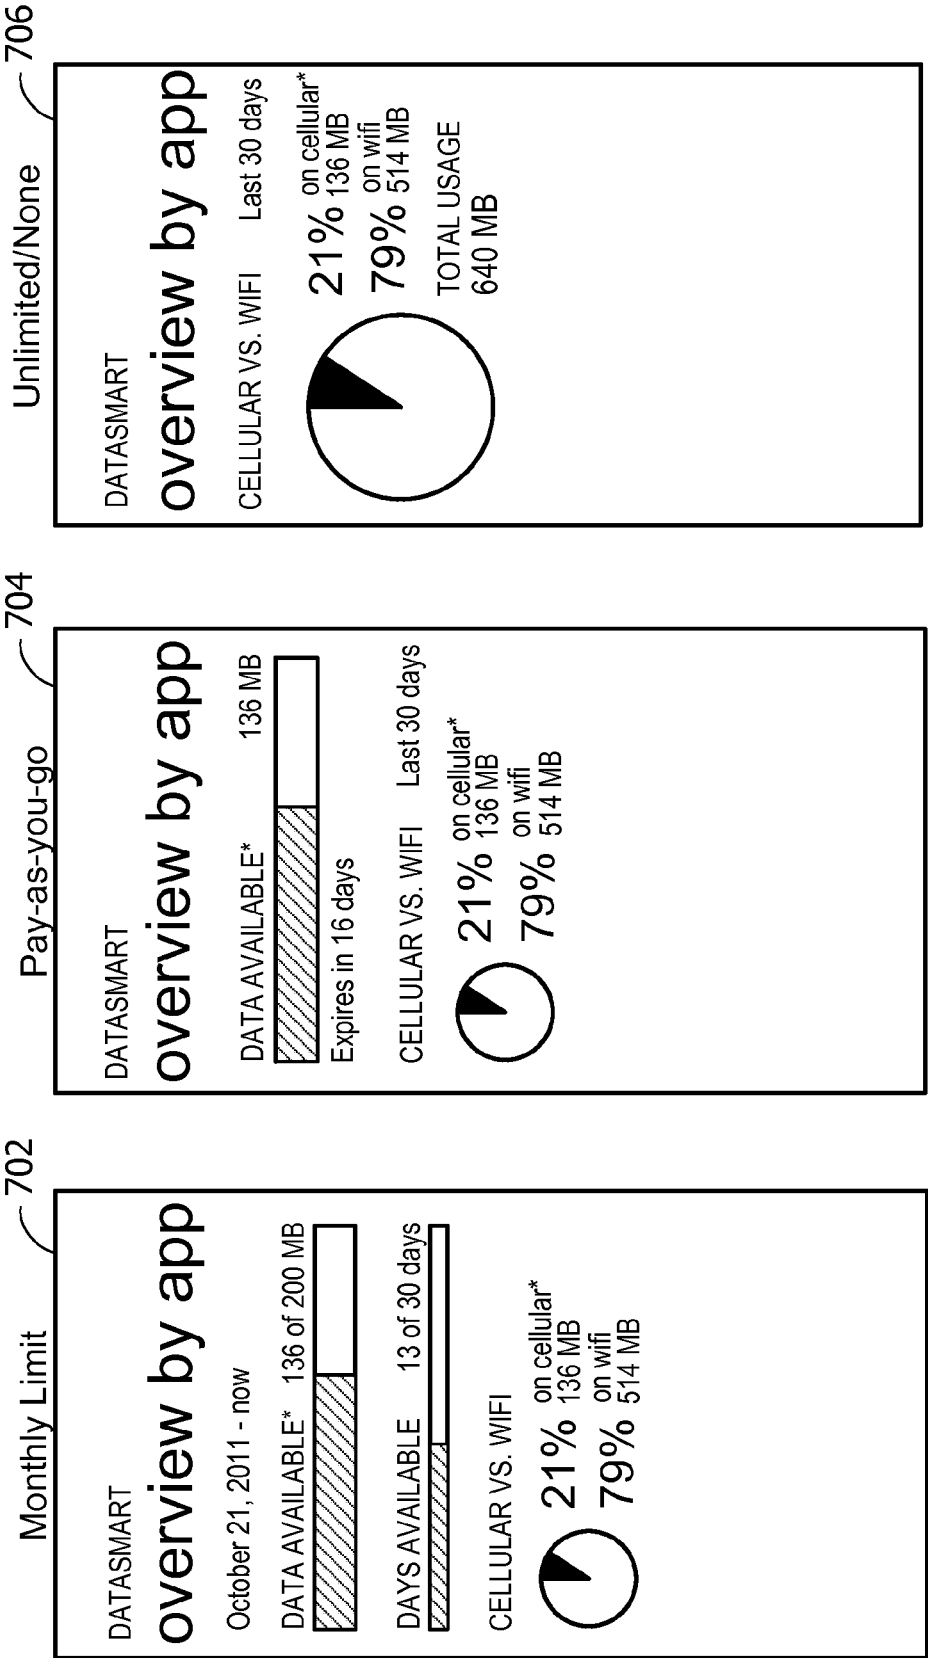 Monthly Limit
702
DATASMART
overview by app
October 21, 2011 - now
DATA AVAILABLE* 136 of 200 MB
DAYS AVAILABLE 13 of 30 days
CELLULAR VS. WIFI
21% on cellular*
136 MB
79% on wifi
514 MB
Pay-as-you-go
704
DATASMART
overview by app
DATA AVAILABLE* 136 MB
Expires in 16 days
CELLULAR VS. WIFI Last 30 days
21% on cellular*
136 MB
79% on wifi
514 MB
Unlimited/None
706
DATASMART
overview by app
CELLULAR VS. WIFI Last 30 days
21% on cellular*
136 MB
79% on wifi
514 MB
TOTAL USAGE
640 MB